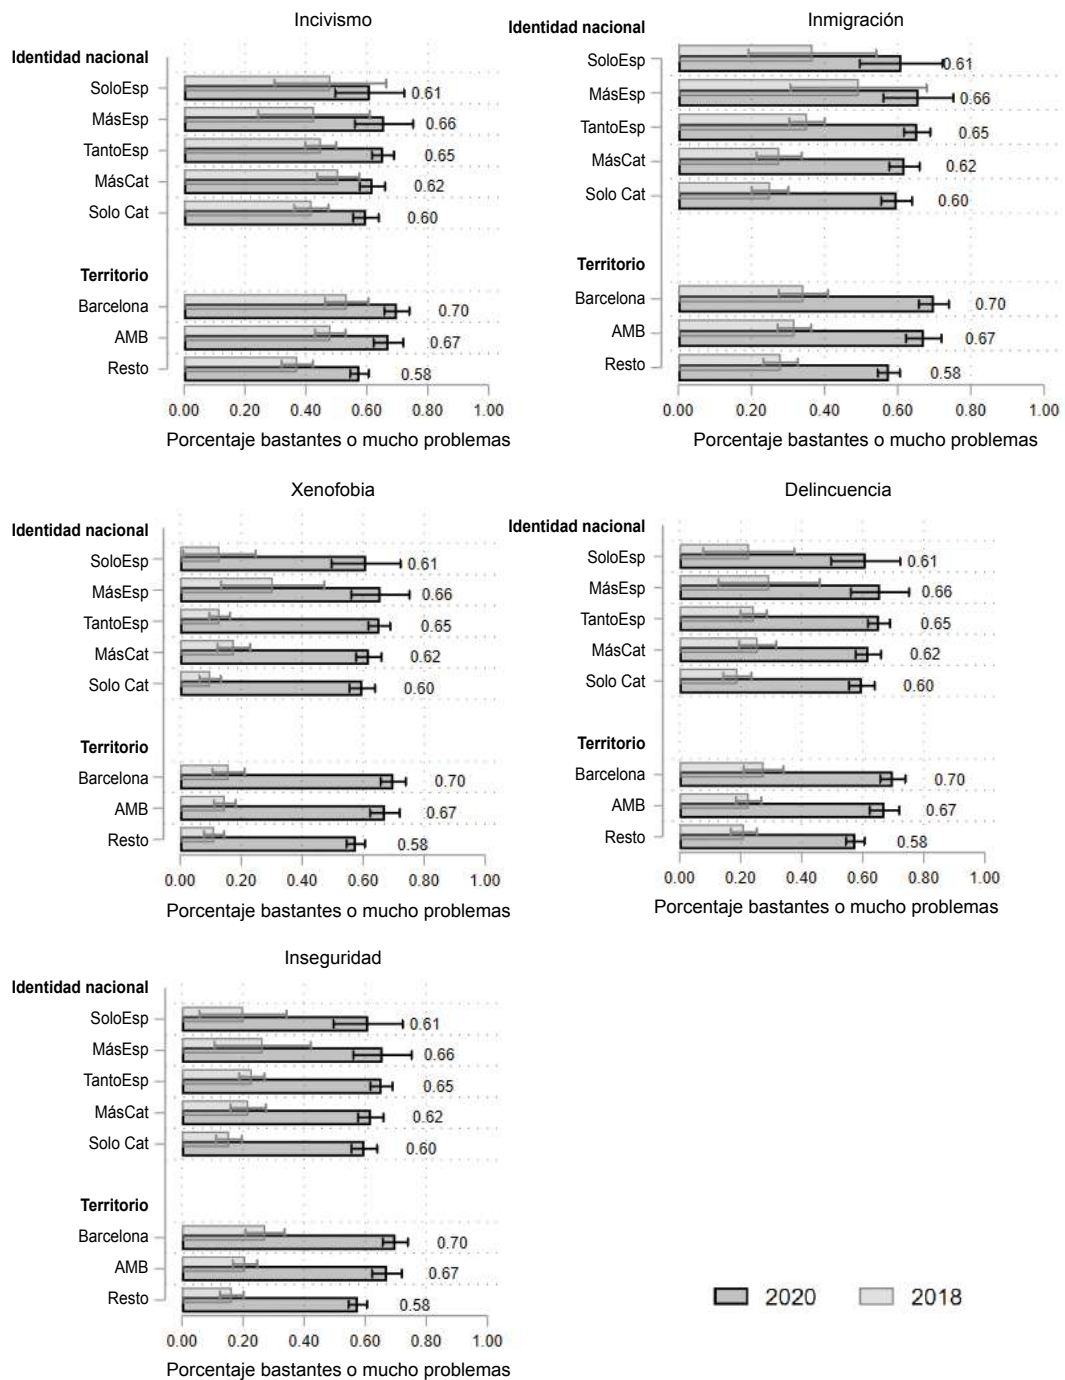 Incivismo
Identidad nacional
SoloEsp 0.61
MásEsp 0.66
TantoEsp 0.65
MásCat 0.62
Solo Cat 0.60
Territorio
Barcelona 0.70
AMB 0.67
Resto 0.58
0.00 0.20 0.40 0.60 0.80 1.00
Porcentaje bastantes o mucho problemas
Inmigración
Identidad nacional
SoloEsp 0.61
MásEsp 0.66
TantoEsp 0.65
MásCat 0.62
Solo Cat 0.60
Territorio
Barcelona 0.70
AMB 0.67
Resto 0.58
0.00 0.20 0.40 0.60 0.80 1.00
Porcentaje bastantes o mucho problemas
Xenofobia
Identidad nacional
SoloEsp 0.61
MásEsp 0.66
TantoEsp 0.65
MásCat 0.62
Solo Cat 0.60
Territorio
Barcelona 0.70
AMB 0.67
Resto 0.58
0.00 0.20 0.40 0.60 0.80 1.00
Porcentaje bastantes o mucho problemas
Delincuencia
Identidad nacional
SoloEsp 0.61
MásEsp 0.66
TantoEsp 0.65
MásCat 0.62
Solo Cat 0.60
Territorio
Barcelona 0.70
AMB 0.67
Resto 0.58
0.00 0.20 0.40 0.60 0.80 1.00
Porcentaje bastantes o mucho problemas
Inseguridad
Identidad nacional
SoloEsp 0.61
MásEsp 0.66
TantoEsp 0.65
MásCat 0.62
Solo Cat 0.60
Territorio
Barcelona 0.70
AMB 0.67
Resto 0.58
0.00 0.20 0.40 0.60 0.80 1.00
Porcentaje bastantes o mucho problemas
2020 2018